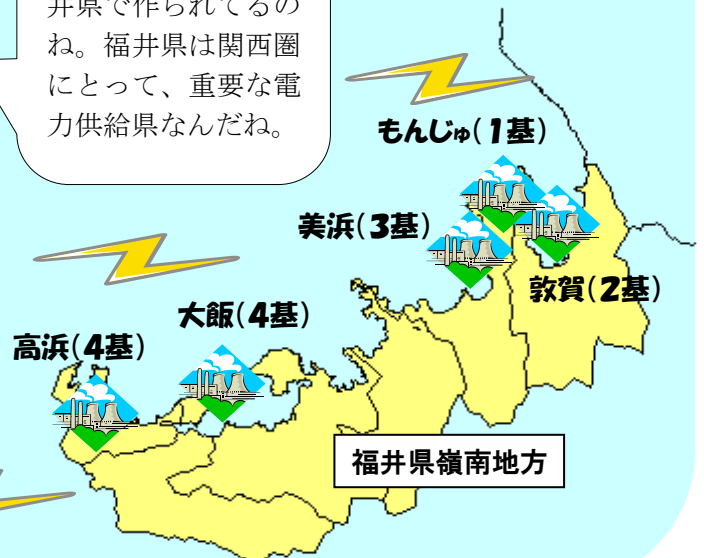 井県で作られてるの
ね。福井県は関西圏
にとって、重要な電
力供給県なんだね。
もんじゅ(1基)
美浜(3基)
敦賀(2基)
大飯(4基)
高浜(4基)
福井県嶺南地方